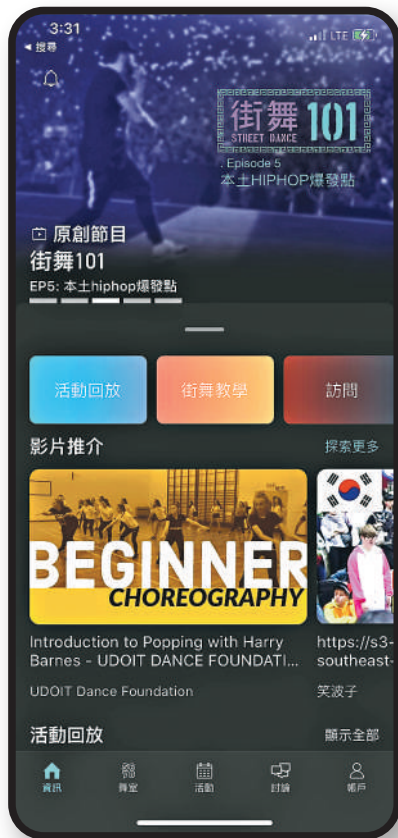 3:31
LTE
◀ 搜尋
街舞101
STREET DANCE
. Episode 5
本土HIPHOP爆發點
原創節目
街舞101
EP5: 本土hiphop爆發點
活動回放
街舞教學
訪問
影片推介
探索更多
BEGINNER
CHOREOGRAPHY
Introduction to Popping with Harry
Barnes - UDOIT DANCE FOUNDATI...
UDOIT Dance Foundation
https://s3-
southeast-
笑波子
活動回放
顯示全部
資訊
舞室
活動
討論
帳戶